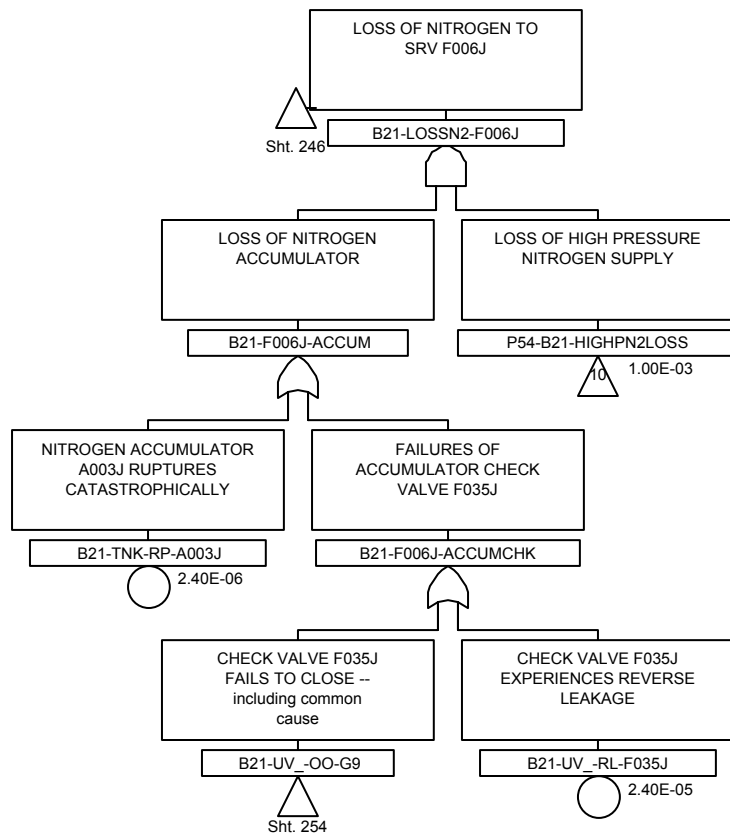 LOSS OF NITROGEN TO
SRV F006J
Sht. 246
B21-LOSSN2-F006J
LOSS OF NITROGEN
ACCUMULATOR
B21-F006J-ACCUM
LOSS OF HIGH PRESSURE
NITROGEN SUPPLY
P54-B21-HIGHPN2LOSS
10
1.00E-03
NITROGEN ACCUMULATOR
A003J RUPTURES
CATASTROPHICALLY
B21-TNK-RP-A003J
2.40E-06
FAILURES OF
ACCUMULATOR CHECK
VALVE F035J
B21-F006J-ACCUMCHK
CHECK VALVE F035J
FAILS TO CLOSE --
including common
cause
B21-UV_-OO-G9
Sht. 254
CHECK VALVE F035J
EXPERIENCES REVERSE
LEAKAGE
B21-UV_-RL-F035J
2.40E-05